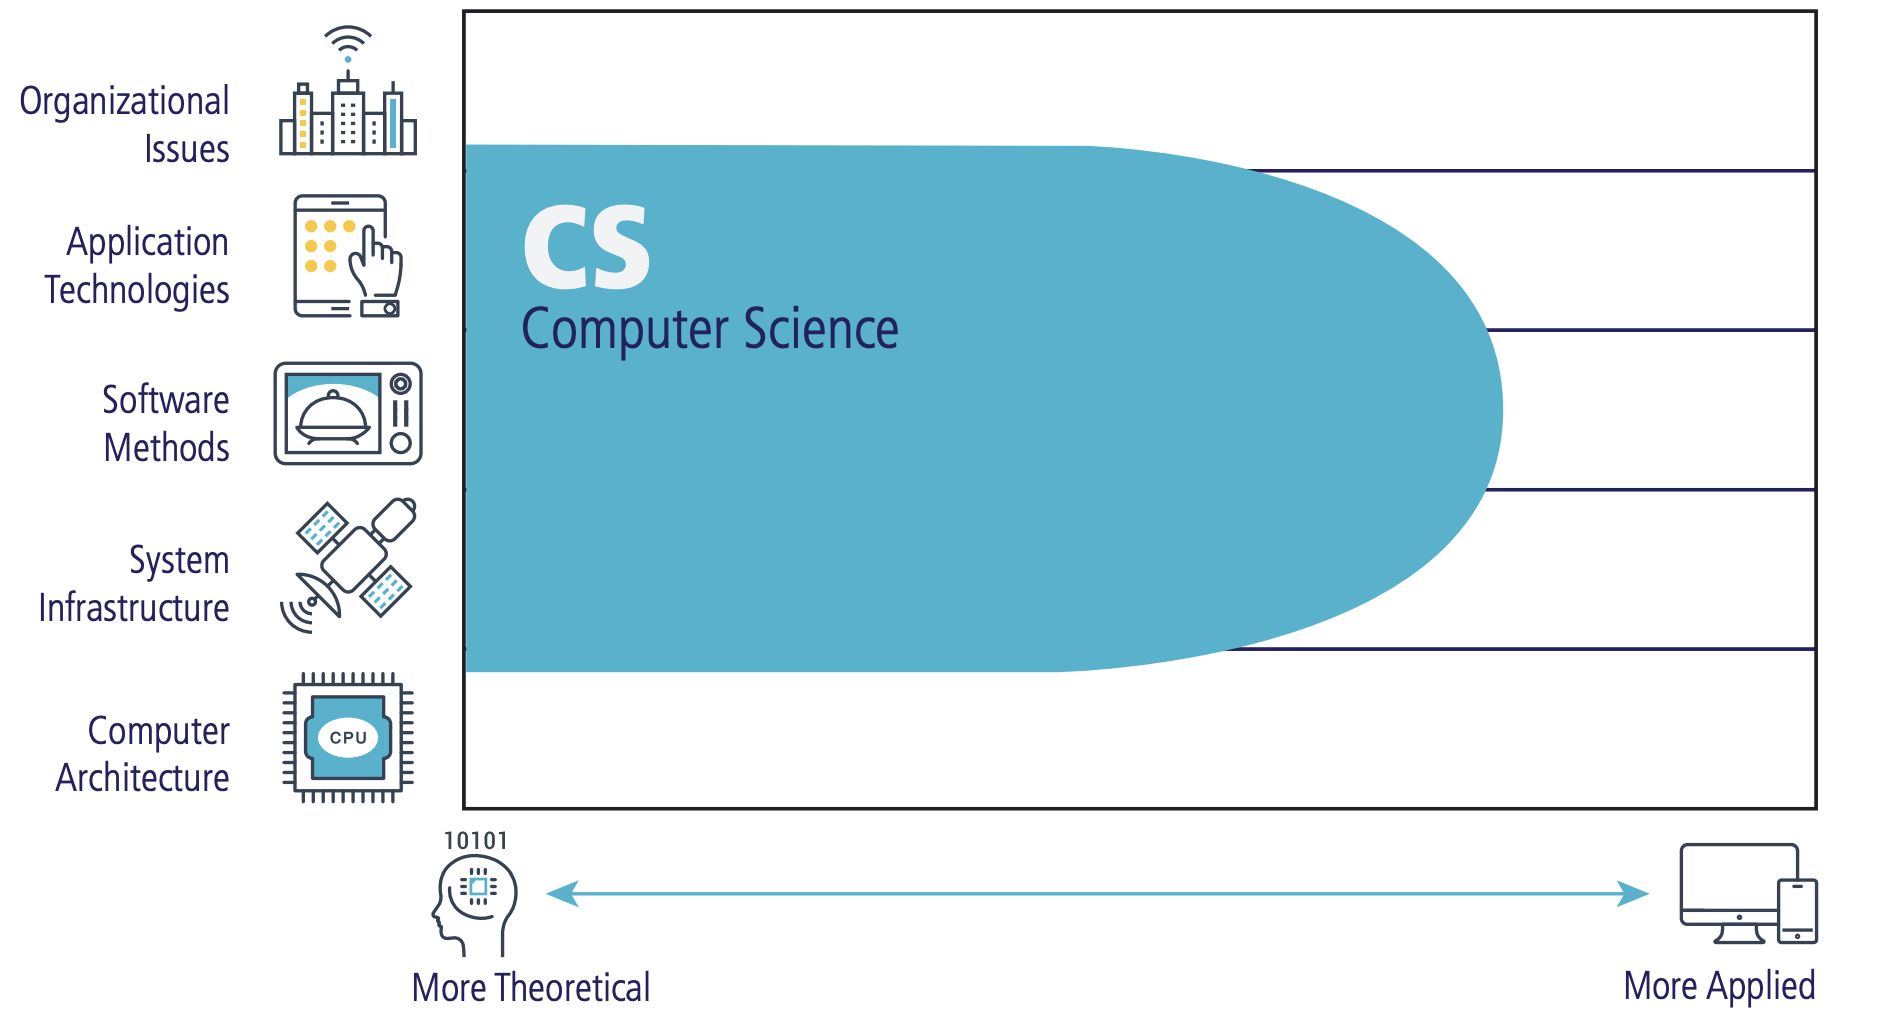 Organizational
Issues
Application
Technologies
CS
Computer Science
Software
Methods
System
Infrastructure
Computer
Architecture
CPU
10101
More Theoretical
More Applied